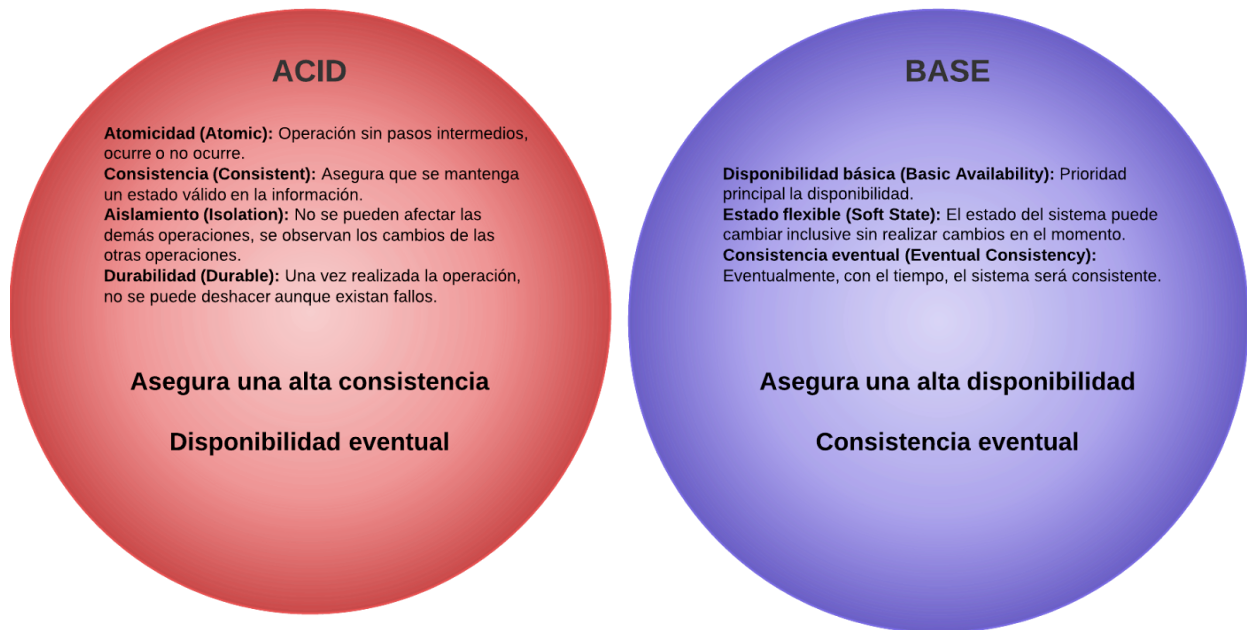 ACID
Atomicidad (Atomic): Operación sin pasos intermedios,
ocurre o no ocurre.
Consistencia (Consistent): Asegura que se mantenga
un estado válido en la información.
Aislamiento (Isolation): No se pueden afectar las
demás operaciones, se observan los cambios de las
otras operaciones.
Durabilidad (Durable): Una vez realizada la operación,
no se puede deshacer aunque existan fallos.
Asegura una alta consistencia
Disponibilidad eventual
BASE
Disponibilidad básica (Basic Availability): Prioridad
principal la disponibilidad.
Estado flexible (Soft State): El estado del sistema puede
cambiar inclusive sin realizar cambios en el momento.
Consistencia eventual (Eventual Consistency):
Eventualmente, con el tiempo, el sistema será consistente.
Asegura una alta disponibilidad
Consistencia eventual